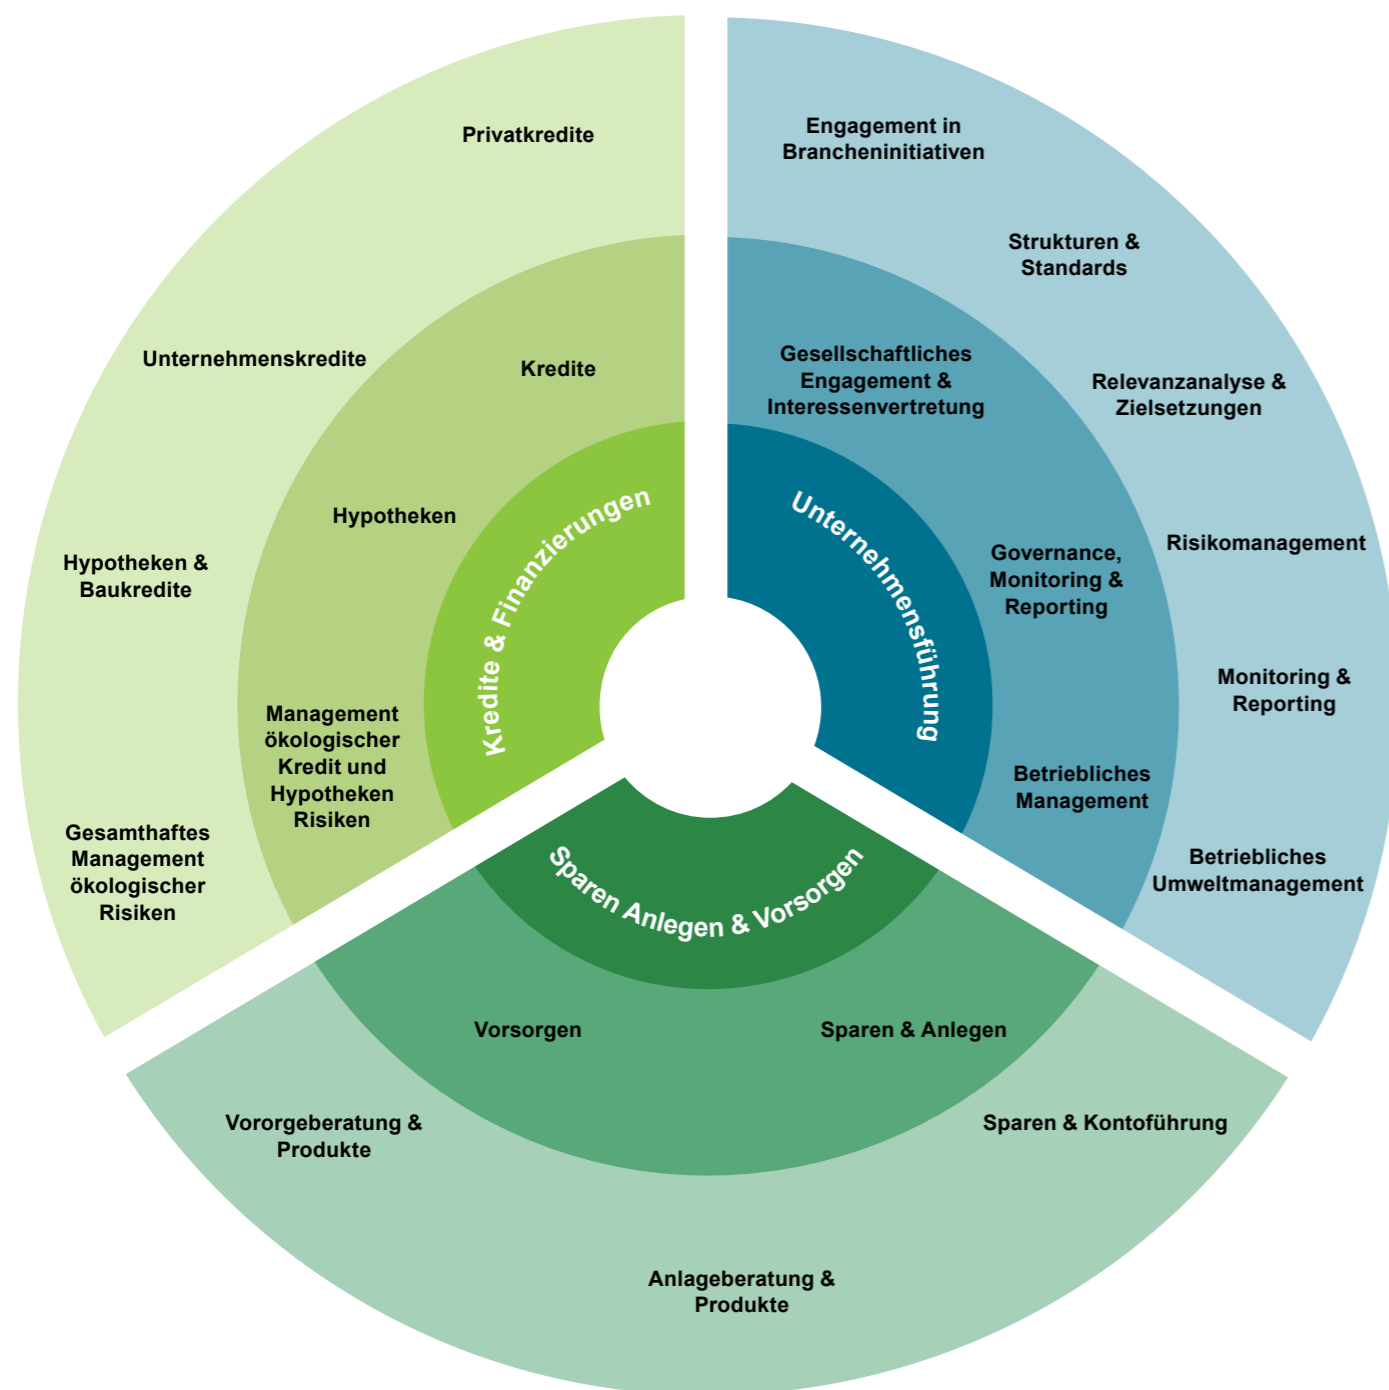 Privatkredite
Unternehmenskredite
Kredite
Hypotheken
Hypotheken &
Baukredite
Management
ökologischer
Kredit und
Hypotheken
Risiken
Gesamthaftes
Management
ökologischer
Risiken
Kredite & Finanzierungen
Engagement in
Brancheninitiativen
Strukturen &
Standards
Gesellschaftliches
Engagement &
Interessenvertretung
Relevanzanalyse &
Zielsetzungen
Unternehmensführung
Risikomanagement
Governance,
Monitoring &
Reporting
Monitoring &
Reporting
Betriebliches
Management
Betriebliches
Umweltmanagement
Sparen Anlegen & Vorsorgen
Vorsorgen
Sparen & Anlegen
Vororgeberatung &
Produkte
Sparen & Kontoführung
Anlageberatung &
Produkte